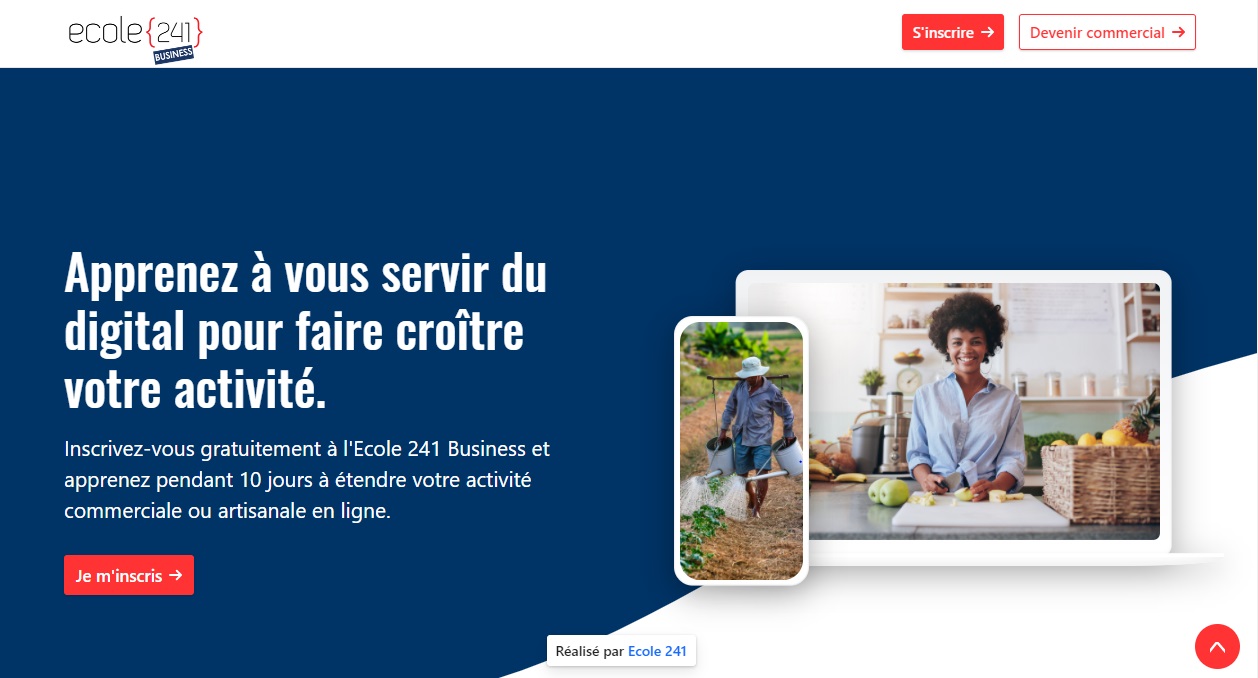 ecole{241}
BUSINESS
S'inscrire
Devenir commercial
Apprenez à vous servir du
digital pour faire croître
votre activité.
Inscrivez-vous gratuitement à l'Ecole 241 Business et
apprenez pendant 10 jours à étendre votre activité
commerciale ou artisanale en ligne.
Je m'inscris
Réalisé par Ecole 241